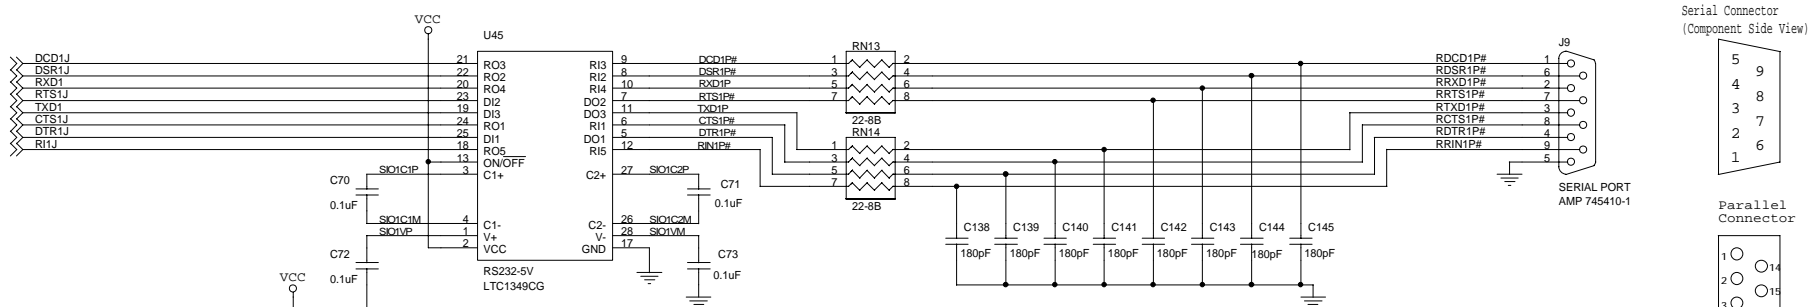 Serial Connector
(Component Side View)
VCC
U45
RN13
J9
DCD1J 21 RO3 RI3 9 DCD1P# 1 2 RDCD1P# 1
DSR1J 22 RO2 RI2 8 DSR1P# 3 4 RDSR1P# 6
RXD1 20 RO4 RI4 10 RXD1P 5 6 RRXD1P# 2
RTS1J 23 DI2 DO2 7 RTS1P# 7 8 RRTS1P# 7
TXD1 19 DI3 DO3 11 TXD1P RTXD1P# 3
CTS1J 24 RO1 RI1 6 CTS1P# 22-8B RCTS1P# 8
DTR1J 25 DI1 DO1 5 DTR1P# RN14 RDTR1P# 4
RI1J 18 RO5 RI5 12 RIN1P# 1 2 RRIN1P# 9
13 ON/OFF 3 4 5
SIO1C1P 3 C1+ C2+ 27 SIO1C2P 5 6
7 8
22-8B
C70
0.1uF
C71
0.1uF
SERIAL PORT
AMP 745410-1
SIO1C1M 4 C1- C2- 26 SIO1C2M
SIO1VP 1 V+ V- 28 SIO1VM
2 VCC GND 17
C72
0.1uF
C73
0.1uF
RS232-5V
LTC1349CG
VCC
C138 C139 C140 C141 C142 C143 C144 C145
180pF 180pF 180pF 180pF 180pF 180pF 180pF 180pF
5
9
4
8
3
7
2
6
1
Parallel
Connector
1
14
2
15
3